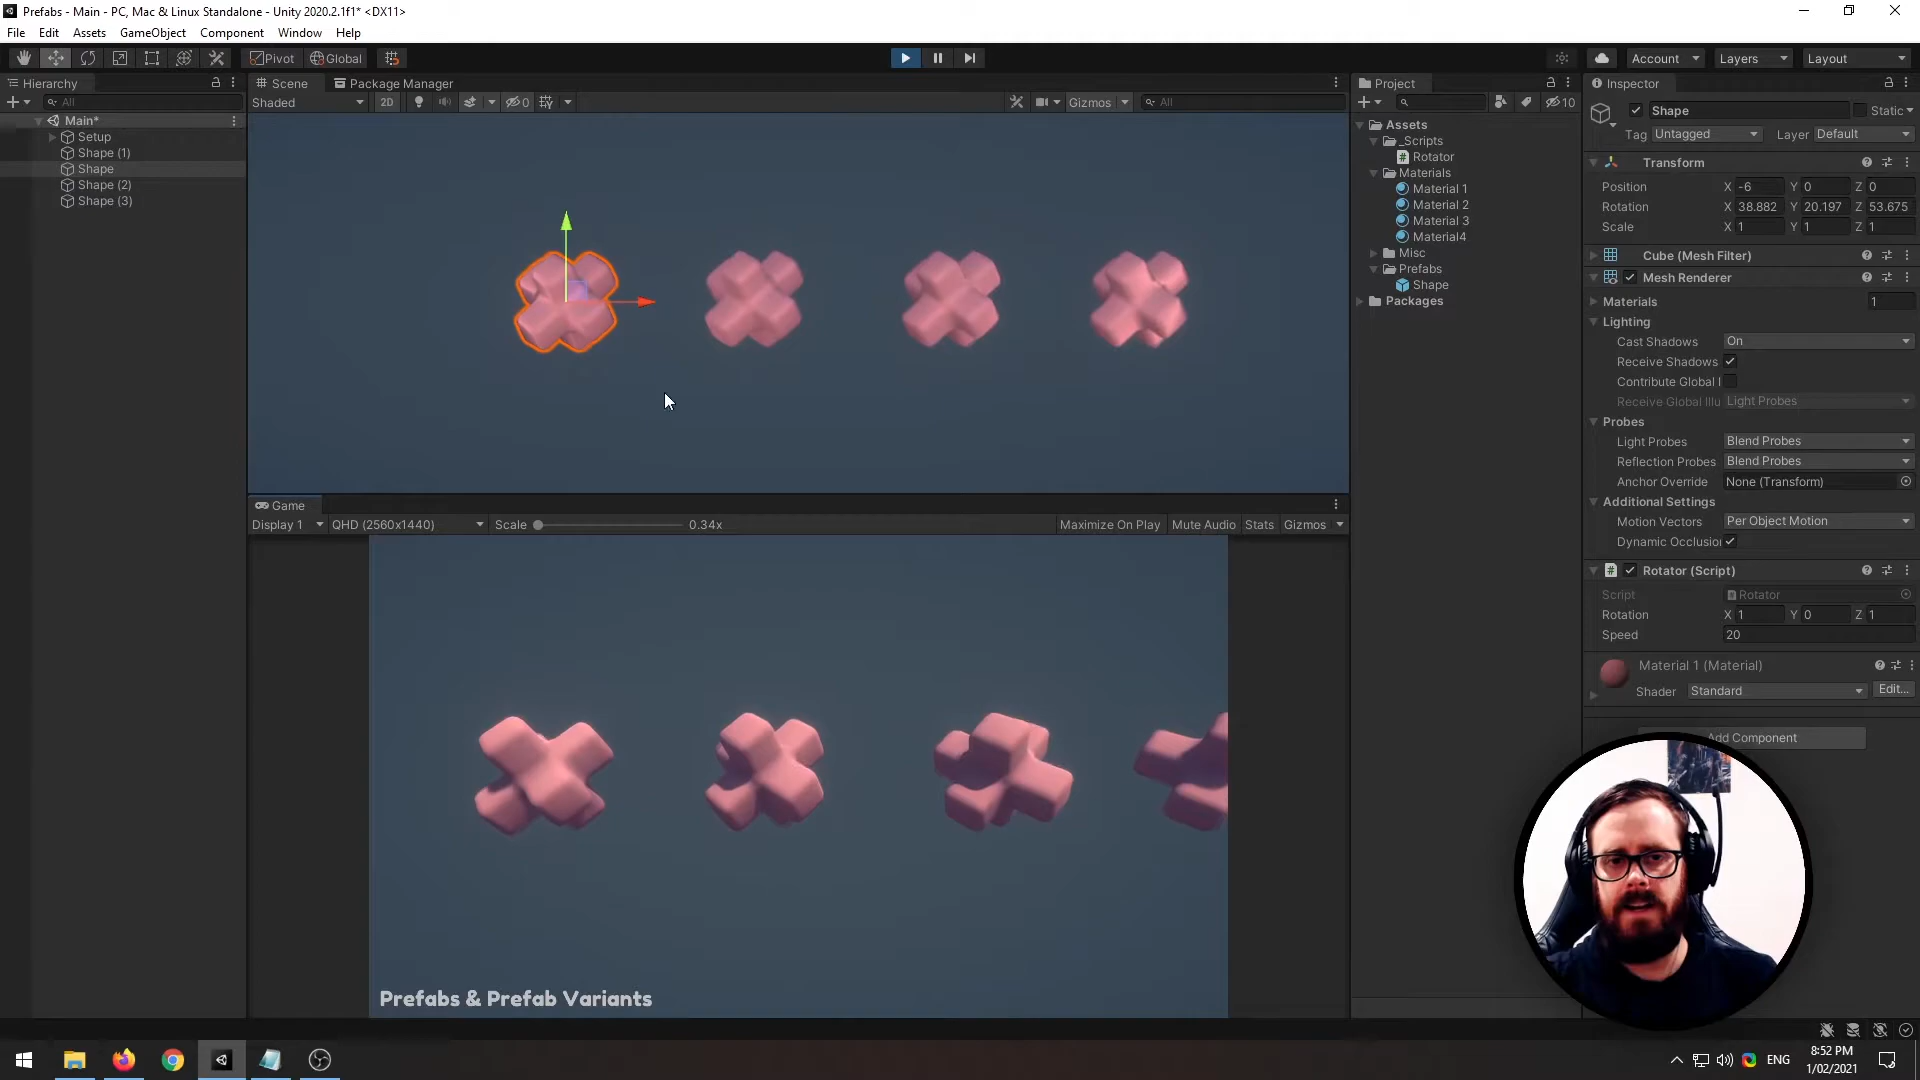 Prefabs - Main - PC, Mac & Linux Standalone - Unity 2020.2.1f1* <DX11>
File Edit Assets GameObject Component Window Help
Pivot Global Account Layers Layout
Hierarchy
All
Main*
Setup
Shape (1)
Shape
Shape (2)
Shape (3)
Scene Package Manager
Shaded 2D 0 Gizmos All
Game
Display 1 QHD (2560x1440) Scale 0.34x Maximize On Play Mute Audio Stats Gizmos
Prefabs & Prefab Variants
Project
10
Assets
_Scripts
Rotator
Materials
Material 1
Material 2
Material 3
Material4
Misc
Prefabs
Shape
Packages
Inspector
Shape Static
Tag Untagged Layer Default
Transform
Position X -6 Y 0 Z 0
Rotation X 38.882 Y 20.197 Z 53.675
Scale X 1 Y 1 Z 1
Cube (Mesh Filter)
Mesh Renderer
Materials 1
Lighting
Cast Shadows On
Receive Shadows
Contribute Global I
Receive Global Illu Light Probes
Probes
Light Probes Blend Probes
Reflection Probes Blend Probes
Anchor Override None (Transform)
Additional Settings
Motion Vectors Per Object Motion
Dynamic Occlusion
Rotator (Script)
Script Rotator
Rotation X 1 Y 0 Z 1
Speed 20
Material 1 (Material)
Shader Standard Edit...
Add Component
ENG
8:52 PM
1/02/2021